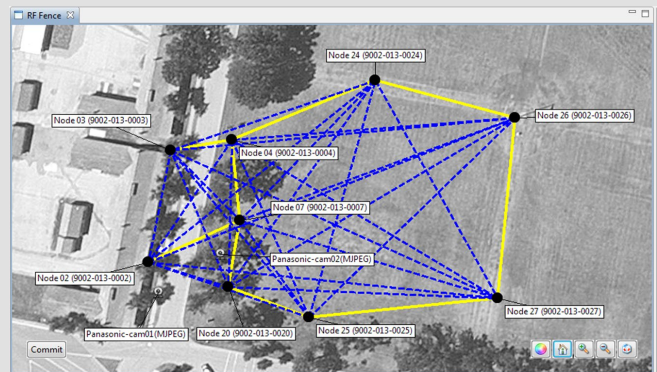 RF Fence
Node 24 (9002-013-0024)
Node 26 (9002-013-0026)
Node 03 (9002-013-0003)
Node 04 (9002-013-0004)
Node 07 (9002-013-0007)
Panasonic-cam02(MJPEG)
Node 02 (9002-013-0002)
Node 27 (9002-013-0027)
Panasonic-cam01(MJPEG)
Node 20 (9002-013-0020)
Node 25 (9002-013-0025)
Commit